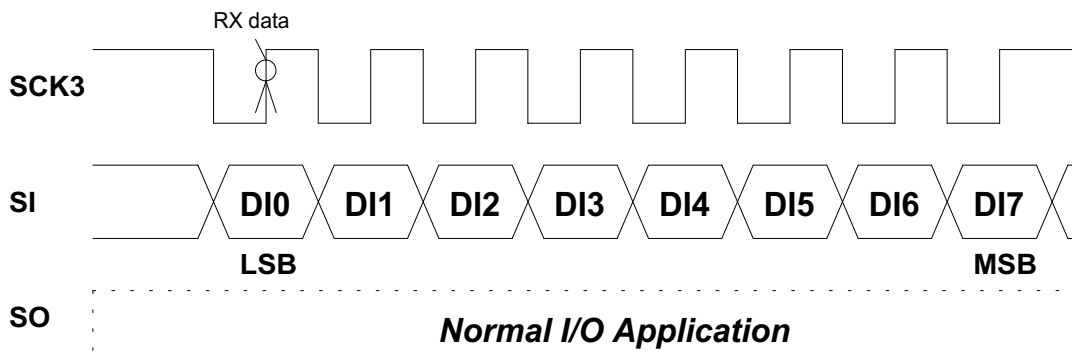 RX data
SCK3
SI DI0 DI1 DI2 DI3 DI4 DI5 DI6 DI7
LSB MSB
SO Normal I/O Application